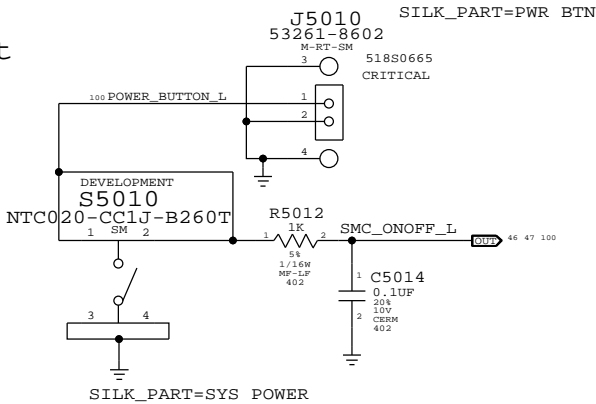 J5010
SILK_PART=PWR BTN
53261-8602
M-RT-SM
3
518S0665
CRITICAL
100 POWER_BUTTON_L
1
2
4
DEVELOPMENT
S5010
NTC020-CC1J-B260T
1 SM 2
R5012
1K
1 2
5%
1/16W
MF-LF
402
SMC_ONOFF_L
OUT 46 47 100
1 C5014
0.1UF
20%
10V
2 CERM
402
3 4
SILK_PART=SYS POWER